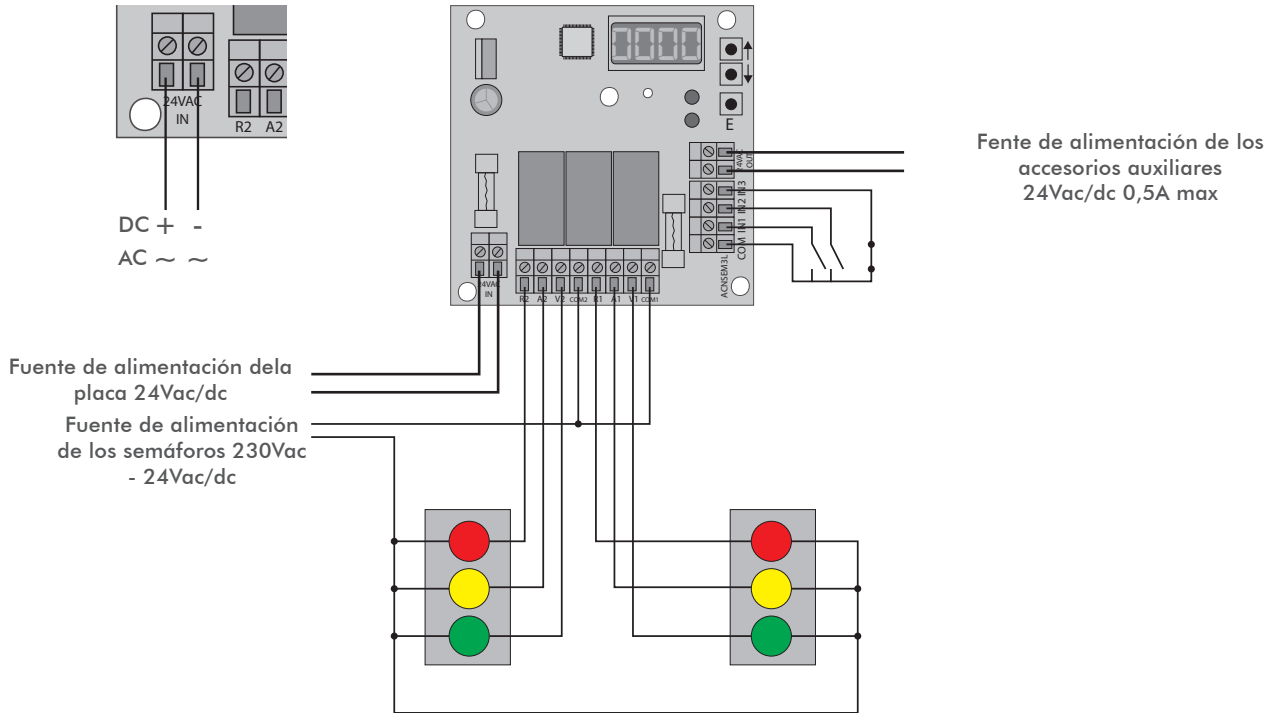 24VAC
IN
R2 A2
DC + -
AC ~ ~
E
24VAC
OUT
IN3
IN2
IN1
COM
ACNSEM3L
24VAC
IN
R2 A2 V2 COM2 R1 A1 V1 COM1
Fente de alimentación de los
accesorios auxiliares
24Vac/dc 0,5A max
Fuente de alimentación dela
placa 24Vac/dc
Fuente de alimentación
de los semáforos 230Vac
- 24Vac/dc